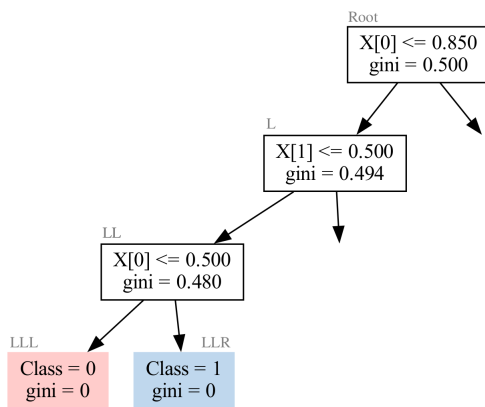 Root
X[0] <= 0.850
gini = 0.500
L
X[1] <= 0.500
gini = 0.494
LL
X[0] <= 0.500
gini = 0.480
LLL
Class = 0
gini = 0
LLR
Class = 1
gini = 0